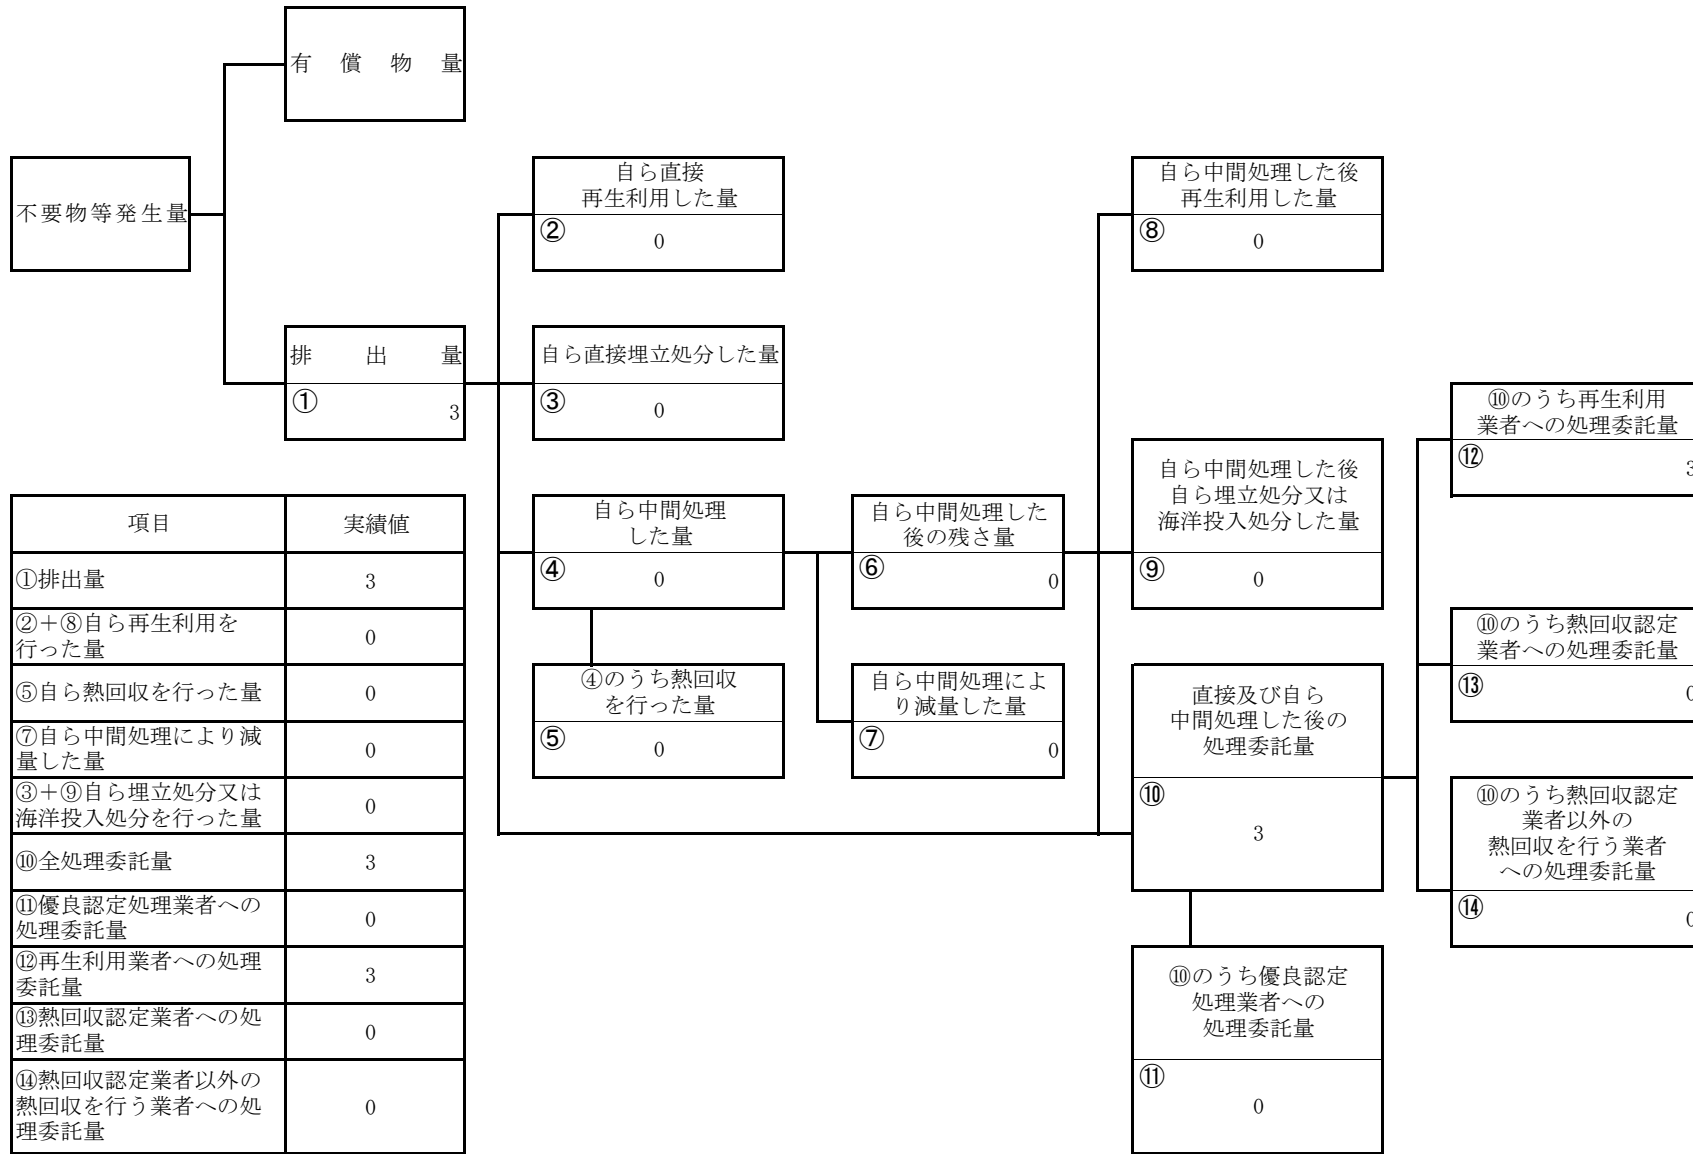 有償物量
不要物等発生量
排出量
①
3
自ら直接
再生利用した量
②
0
自ら直接埋立処分した量
③
0
自ら中間処理
した量
④
0
④のうち熱回収
を行った量
⑤
0
自ら中間処理した
後の残さ量
⑥
0
自ら中間処理によ
り減量した量
⑦
0
自ら中間処理した後
再生利用した量
⑧
0
自ら中間処理した後
自ら埋立処分又は
海洋投入処分した量
⑨
0
直接及び自ら
中間処理した後の
処理委託量
⑩
3
⑩のうち優良認定
処理業者への
処理委託量
⑪
0
⑩のうち再生利用
業者への処理委託量
⑫
3
⑩のうち熱回収認定
業者への処理委託量
⑬
0
⑩のうち熱回収認定
業者以外の
熱回収を行う業者
への処理委託量
⑭
0
項目 実績値
①排出量 3
②＋⑧自ら再生利用を
行った量 0
⑤自ら熱回収を行った量 0
⑦自ら中間処理により減
量した量 0
③＋⑨自ら埋立処分又は
海洋投入処分を行った量 0
⑩全処理委託量 3
⑪優良認定処理業者への
処理委託量 0
⑫再生利用業者への処理
委託量 3
⑬熱回収認定業者への処
理委託量 0
⑭熱回収認定業者以外の
熱回収を行う業者への処
理委託量 0